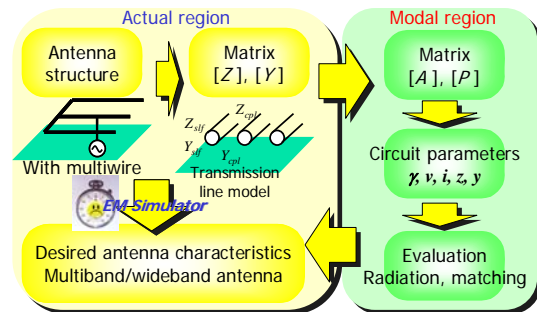 Actual region
Modal region
Antenna
structure
Matrix
[Z], [Y]
Matrix
[A], [P]
Z_slf
Z_cpl
Y_slf
Y_cpl
With multiwire
Transmission
line model
Circuit parameters
γ, v, i, z, y
EM-Simulator
Desired antenna characteristics
Multiband/wideband antenna
Evaluation
Radiation, matching